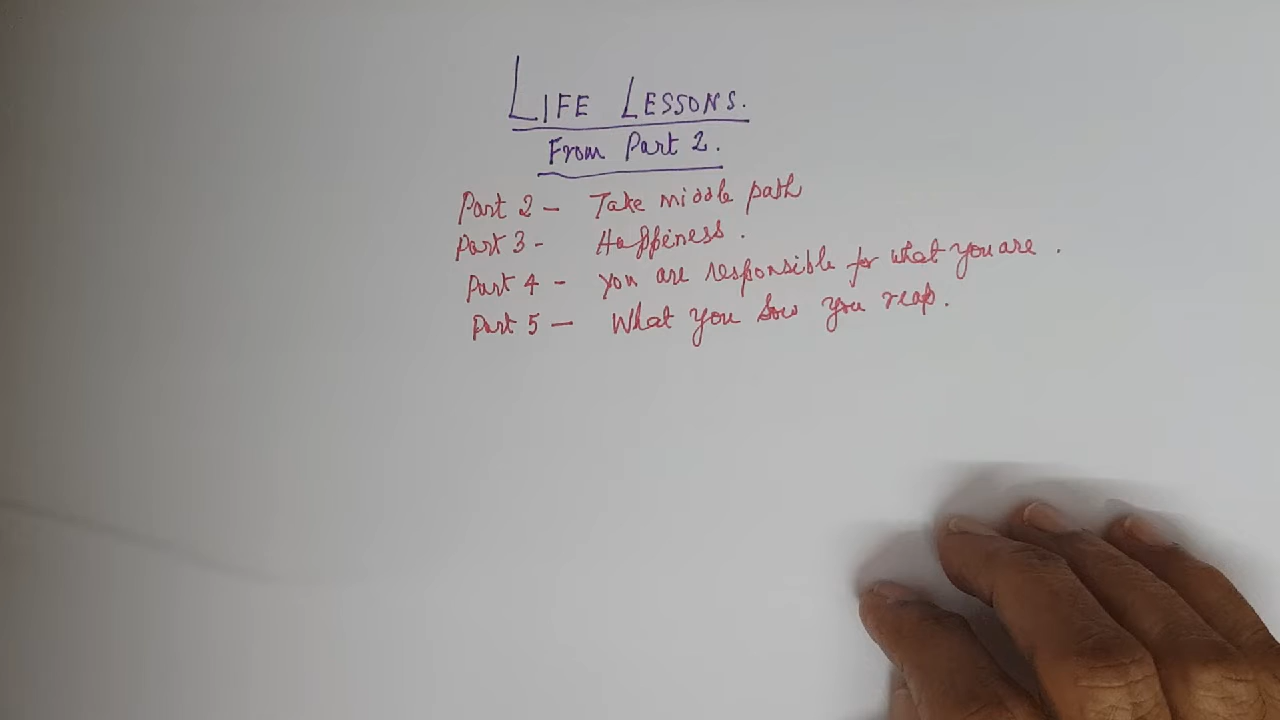 LIFE LESSONS.
From Part 2.
Part 2 - Take middle path
Part 3 - Happiness.
Part 4 - You are responsible for what you are.
Part 5 - What you sow you reap.